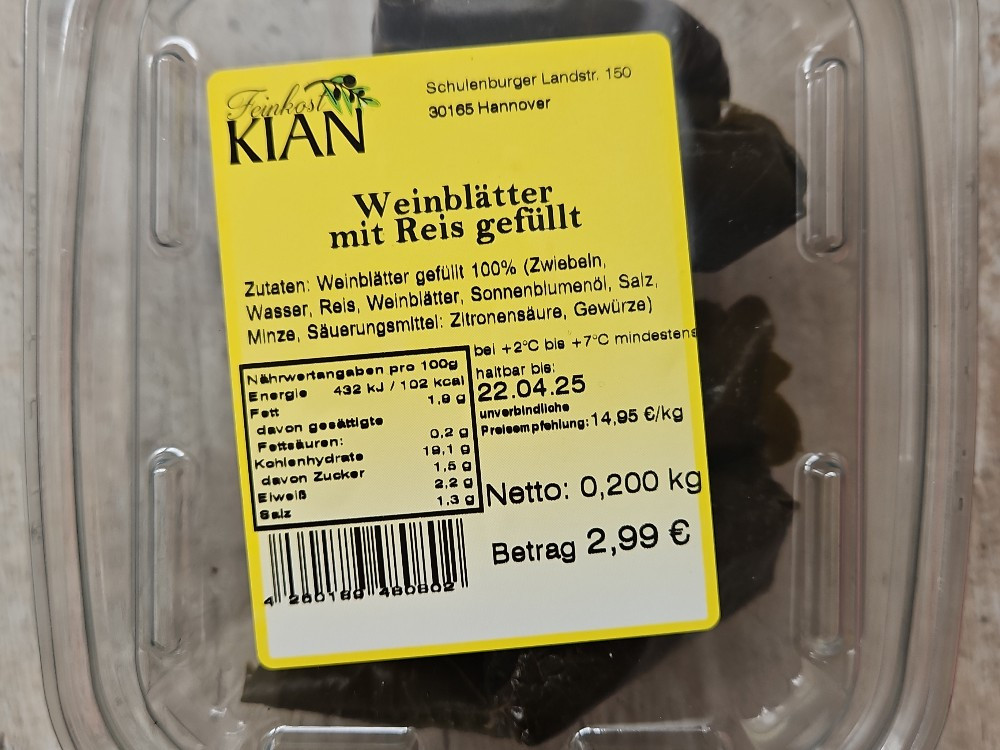 Feinkost
KIAN
Schulenburger Landstr. 150
30165 Hannover
Weinblätter
mit Reis gefüllt
Zutaten: Weinblätter gefüllt 100% (Zwiebeln,
Wasser, Reis, Weinblätter, Sonnenblumenöl, Salz,
Minze, Säuerungsmittel: Zitronensäure, Gewürze)
Nährwertangaben pro 100g
Energie 432 kJ / 102 kcal
Fett 1,9 g
davon gesättigte
Fettsäuren: 0,2 g
Kohlenhydrate 19,1 g
davon Zucker 1,5 g
Eiweiß 2,2 g
Salz 1,3 g
bei +2°C bis +7°C mindestens
haltbar bis:
22.04.25
unverbindliche
Preisempfehlung: 14,95 €/kg
Netto: 0,200 kg
Betrag 2,99 €
4 260189 480802